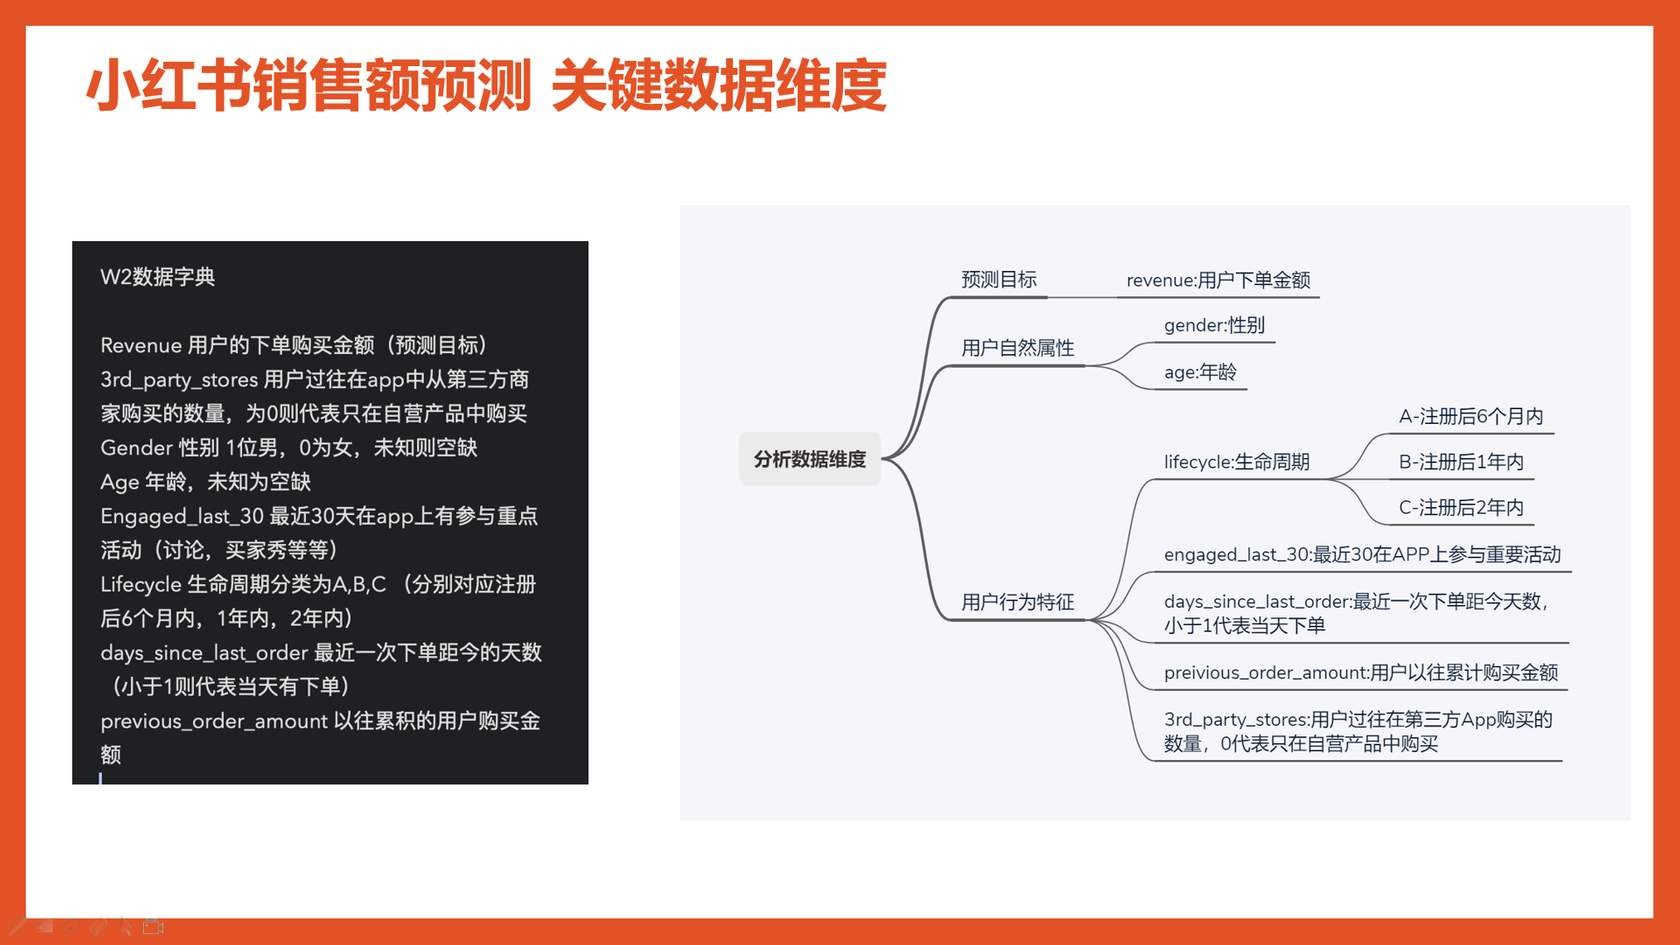 小红书销售额预测 关键数据维度
W2数据字典
Revenue 用户的下单购买金额（预测目标）
3rd_party_stores 用户过往在app中从第三方商
家购买的数量，为0则代表只在自营产品中购买
Gender 性别 1位男，0为女，未知则空缺
Age 年龄，未知为空缺
Engaged_last_30 最近30天在app上有参与重点
活动（讨论，买家秀等等）
Lifecycle 生命周期分类为A,B,C （分别对应注册
后6个月内，1年内，2年内）
days_since_last_order 最近一次下单距今的天数
（小于1则代表当天有下单）
previous_order_amount 以往累积的用户购买金
额
分析数据维度
预测目标
revenue:用户下单金额
用户自然属性
gender:性别
age:年龄
用户行为特征
lifecycle:生命周期
A-注册后6个月内
B-注册后1年内
C-注册后2年内
engaged_last_30:最近30在APP上参与重要活动
days_since_last_order:最近一次下单距今天数，
小于1代表当天下单
preivious_order_amount:用户以往累计购买金额
3rd_party_stores:用户过往在第三方App购买的
数量，0代表只在自营产品中购买